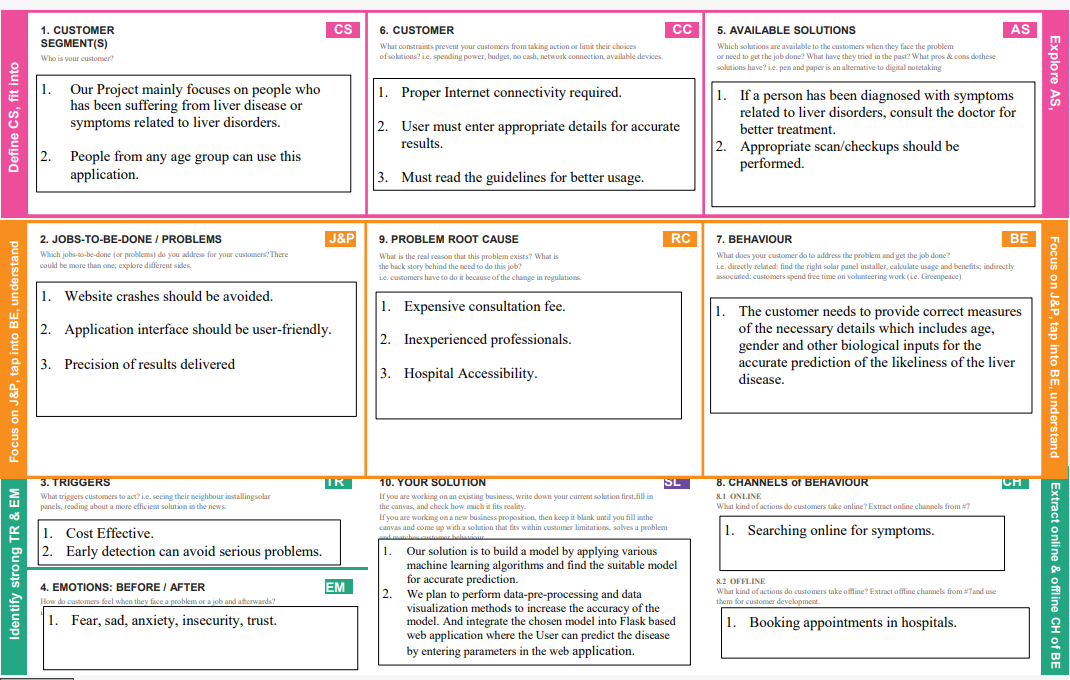 Define CS, fit into
1. CUSTOMER
SEGMENT(S)
CS
Who is your customer?
1. Our Project mainly focuses on people who
has been suffering from liver disease or
symptoms related to liver disorders.
2. People from any age group can use this
application.
6. CUSTOMER
CC
What constraints prevent your customers from taking action or limit their choices
of solutions? i.e. spending power, budget, no cash, network connection, available devices.
1. Proper Internet connectivity required.
2. User must enter appropriate details for accurate
results.
3. Must read the guidelines for better usage.
5. AVAILABLE SOLUTIONS
AS
Which solutions are available to the customers when they face the problem
or need to get the job done? What have they tried in the past? What pros & cons dothese
solutions have? i.e. pen and paper is an alternative to digital notetaking
1. If a person has been diagnosed with symptoms
related to liver disorders, consult the doctor for
better treatment.
2. Appropriate scan/checkups should be
performed.
Explore AS,
Focus on J&P, tap into BE, understand
2. JOBS-TO-BE-DONE / PROBLEMS
J&P
Which jobs-to-be-done (or problems) do you address for your customers?There
could be more than one; explore different sides.
1. Website crashes should be avoided.
2. Application interface should be user-friendly.
3. Precision of results delivered
9. PROBLEM ROOT CAUSE
RC
What is the real reason that this problem exists? What is
the back story behind the need to do this job?
i.e. customers have to do it because of the change in regulations.
1. Expensive consultation fee.
2. Inexperienced professionals.
3. Hospital Accessibility.
7. BEHAVIOUR
BE
What does your customer do to address the problem and get the job done?
i.e. directly related: find the right solar panel installer, calculate usage and benefits; indirectly
associated: customers spend free time on volunteering work (i.e. Greenpeace)
1. The customer needs to provide correct measures
of the necessary details which includes age,
gender and other biological inputs for the
accurate prediction of the likeliness of the liver
disease.
Focus on J&P, tap into BE, understand
Identify strong TR & EM
3. TRIGGERS
TR
What triggers customers to act? i.e. seeing their neighbour installingsolar
panels, reading about a more efficient solution in the news.
1. Cost Effective.
2. Early detection can avoid serious problems.
4. EMOTIONS: BEFORE / AFTER
EM
How do customers feel when they face a problem or a job and afterwards?
1. Fear, sad, anxiety, insecurity, trust.
10. YOUR SOLUTION
SL
If you are working on an existing business, write down your current solution first,fill in
the canvas, and check how much it fits reality.
If you are working on a new business proposition, then keep it blank until you fill inthe
canvas and come up with a solution that fits within customer limitations, solves a problem
and matches customer behaviour.
1. Our solution is to build a model by applying various
machine learning algorithms and find the suitable model
for accurate prediction.
2. We plan to perform data-pre-processing and data
visualization methods to increase the accuracy of the
model. And integrate the chosen model into Flask based
web application where the User can predict the disease
by entering parameters in the web application.
8. CHANNELS of BEHAVIOUR
CH
8.1 ONLINE
What kind of actions do customers take online? Extract online channels from #7
1. Searching online for symptoms.
8.2 OFFLINE
What kind of actions do customers take offline? Extract offline channels from #7and use
them for customer development.
1. Booking appointments in hospitals.
Extract online & offline CH of BE